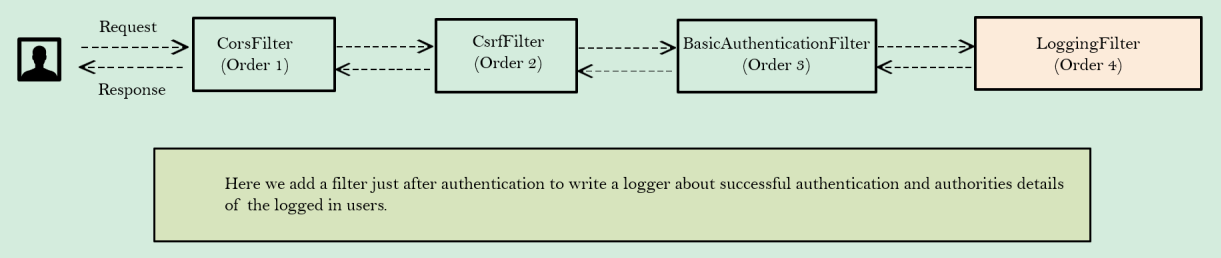 Request
Response
CorsFilter
(Order 1)
CsrfFilter
(Order 2)
BasicAuthenticationFilter
(Order 3)
LoggingFilter
(Order 4)
Here we add a filter just after authentication to write a logger about successful authentication and authorities details
of the logged in users.